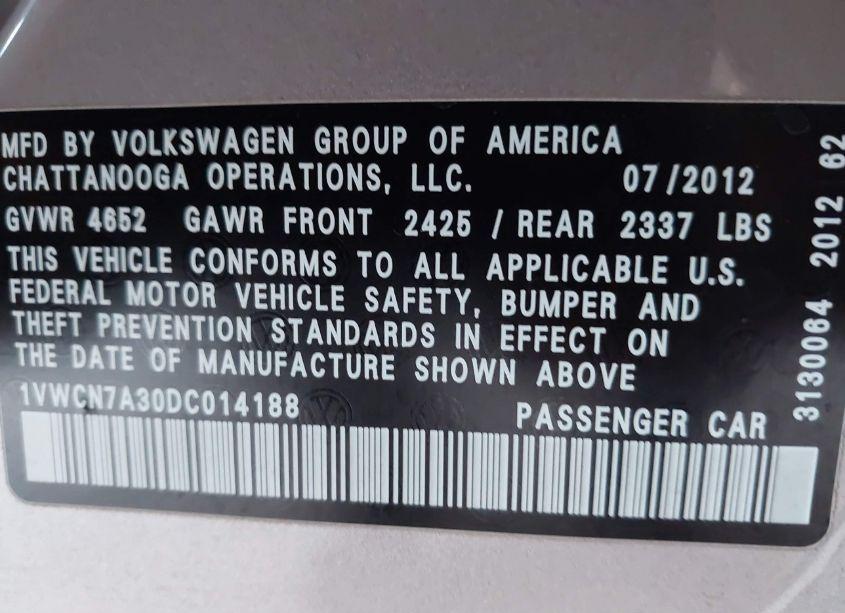 MFD BY VOLKSWAGEN GROUP OF AMERICA
CHATTANOOGA OPERATIONS, LLC. 07/2012
GVWR 4652 GAWR FRONT 2425 / REAR 2337 LBS
THIS VEHICLE CONFORMS TO ALL APPLICABLE U.S.
FEDERAL MOTOR VEHICLE SAFETY, BUMPER AND
THEFT PREVENTION STANDARDS IN EFFECT ON
THE DATE OF MANUFACTURE SHOWN ABOVE
1VWCN7A30DC014188 PASSENGER CAR
3130064 2012 62